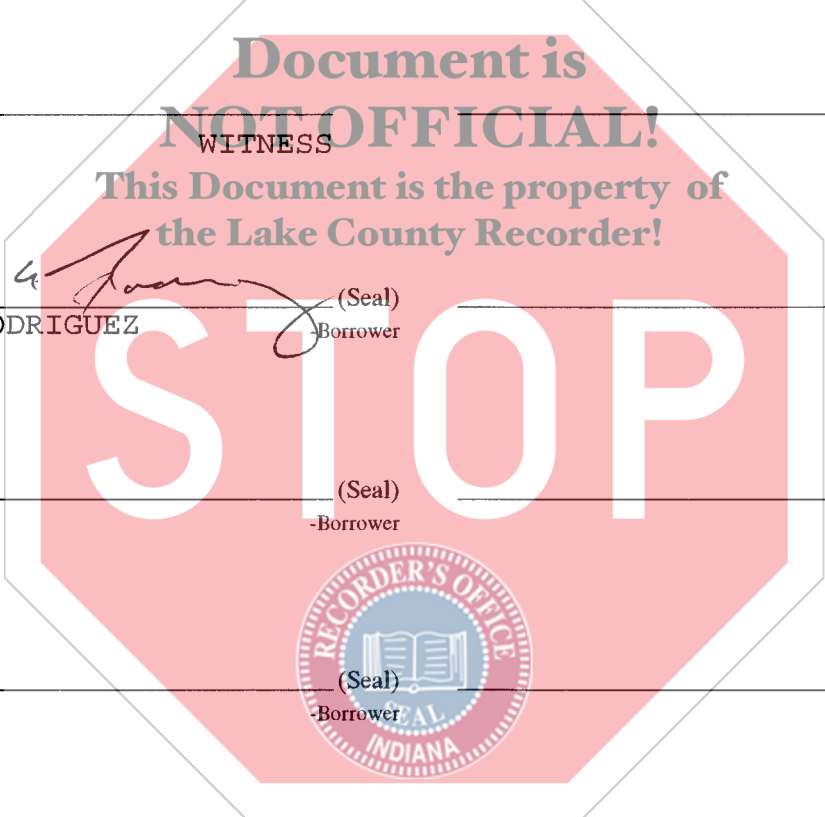 Document is
NOT OFFICIAL!
WITNESS
This Document is the property of
the Lake County Recorder!
(Seal)
ODRIGUEZ
-Borrower
STOP
(Seal)
-Borrower
RECORDER'S OFFICE
(Seal)
-Borrower
SEAL
INDIANA